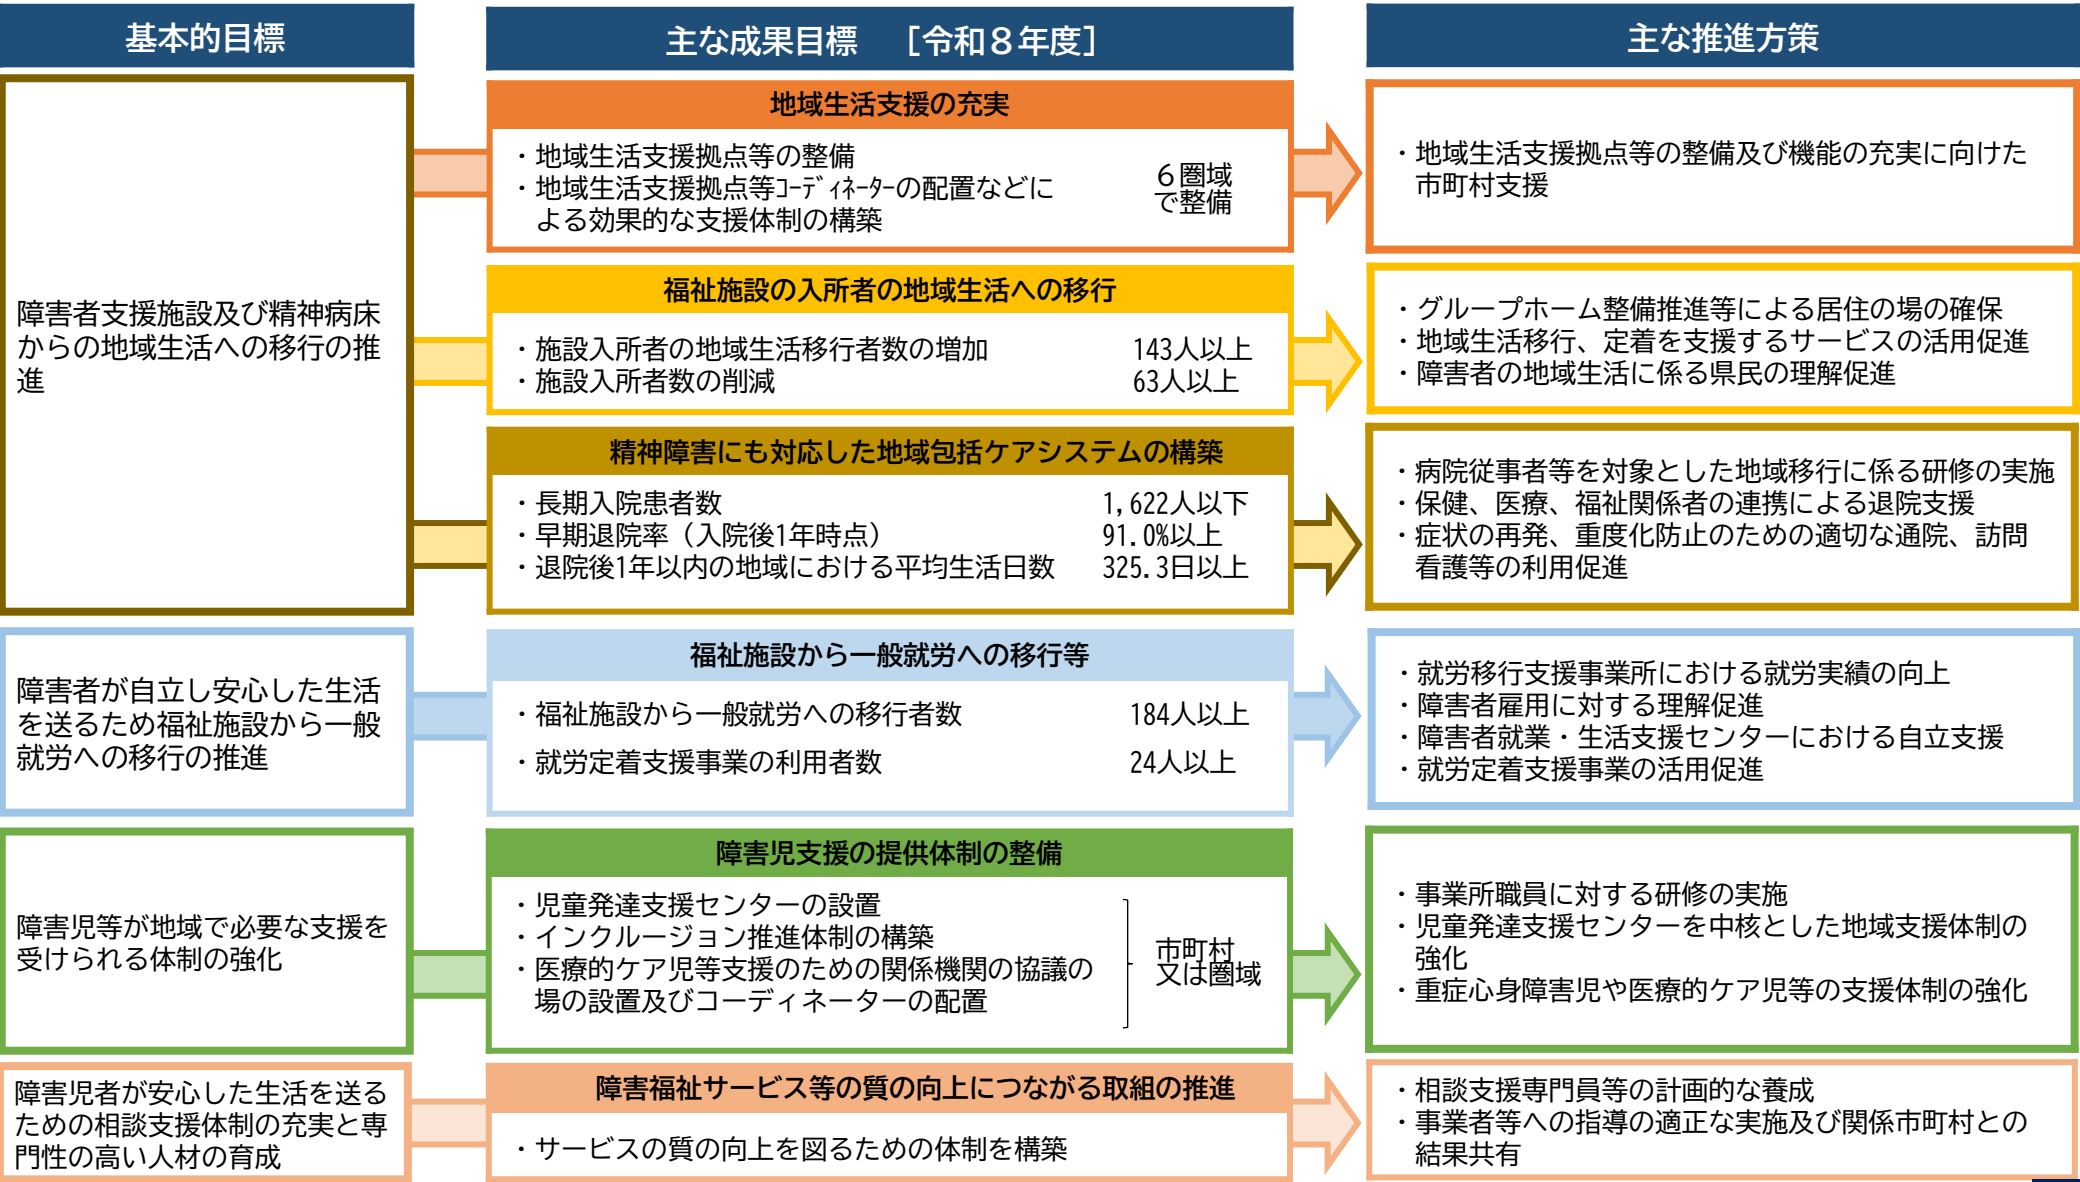 基本的目標
主な成果目標　［令和８年度］
主な推進方策
障害者支援施設及び精神病床
からの地域生活への移行の推
進
地域生活支援の充実
・地域生活支援拠点等の整備
・地域生活支援拠点等ｺｰﾃﾞｨﾈｰﾀｰの配置などに
よる効果的な支援体制の構築
６圏域
で整備
・地域生活支援拠点等の整備及び機能の充実に向けた
市町村支援
福祉施設の入所者の地域生活への移行
・施設入所者の地域生活移行者数の増加　143人以上
・施設入所者数の削減　63人以上
・グループホーム整備推進等による居住の場の確保
・地域生活移行、定着を支援するサービスの活用促進
・障害者の地域生活に係る県民の理解促進
精神障害にも対応した地域包括ケアシステムの構築
・長期入院患者数　1,622人以下
・早期退院率（入院後1年時点）　91.0%以上
・退院後1年以内の地域における平均生活日数　325.3日以上
・病院従事者等を対象とした地域移行に係る研修の実施
・保健、医療、福祉関係者の連携による退院支援
・症状の再発、重度化防止のための適切な通院、訪問
看護等の利用促進
障害者が自立し安心した生活
を送るため福祉施設から一般
就労への移行の推進
福祉施設から一般就労への移行等
・福祉施設から一般就労への移行者数　184人以上
・就労定着支援事業の利用者数　24人以上
・就労移行支援事業所における就労実績の向上
・障害者雇用に対する理解促進
・障害者就業・生活支援センターにおける自立支援
・就労定着支援事業の活用促進
障害児等が地域で必要な支援を
受けられる体制の強化
障害児支援の提供体制の整備
・児童発達支援センターの設置
・インクルージョン推進体制の構築
・医療的ケア児等支援のための関係機関の協議の
場の設置及びコーディネーターの配置
市町村
又は圏域
・事業所職員に対する研修の実施
・児童発達支援センターを中核とした地域支援体制の
強化
・重症心身障害児や医療的ケア児等の支援体制の強化
障害児者が安心した生活を送る
ための相談支援体制の充実と専
門性の高い人材の育成
障害福祉サービス等の質の向上につながる取組の推進
・サービスの質の向上を図るための体制を構築
・相談支援専門員等の計画的な養成
・事業者等への指導の適正な実施及び関係市町村との
結果共有